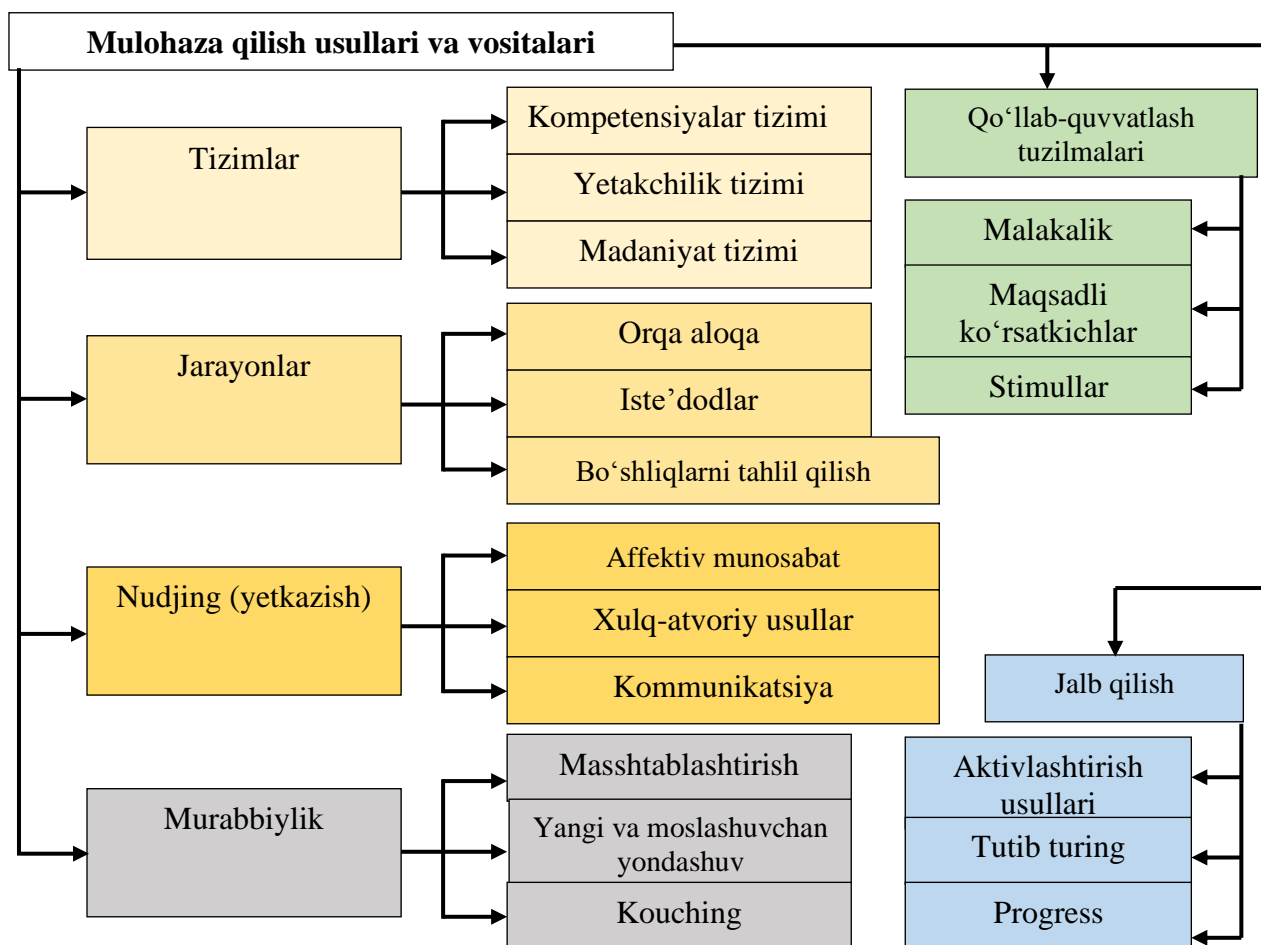 Mulohaza qilish usullari va vositalari
Tizimlar
Kompetensiyalar tizimi
Yetakchilik tizimi
Madaniyat tizimi
Jarayonlar
Orqa aloqa
Iste’dodlar
Bo‘shliqlarni tahlil qilish
Nudjing (yetkazish)
Affektiv munosabat
Xulq-atvoriy usullar
Kommunikatsiya
Murabbiylik
Masshtablashtirish
Yangi va moslashuvchan
yondashuv
Kouching
Qo‘llab-quvvatlash
tuzilmalari
Malakalik
Maqsadli
ko‘rsatkichlar
Stimullar
Jalb qilish
Aktivlashtirish
usullari
Tutib turing
Progress